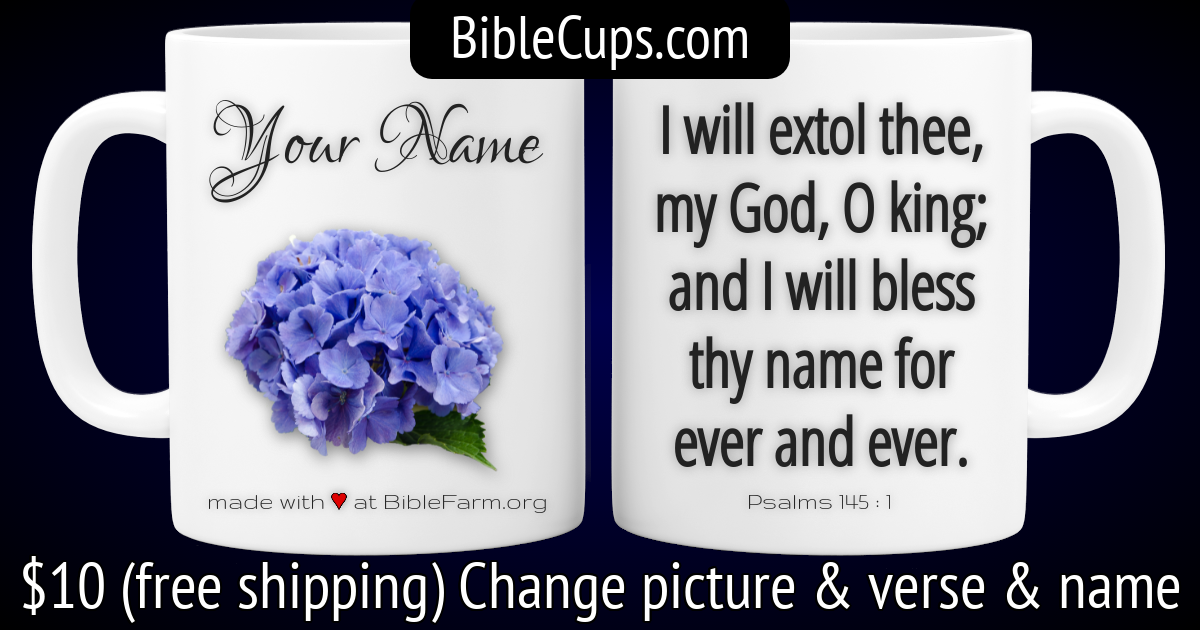 BibleCups.com
Your Name
made with ♥ at BibleFarm.org
I will extol thee,
my God, O king;
and I will bless
thy name for
ever and ever.
Psalms 145 : 1
$10 (free shipping) Change picture & verse & name